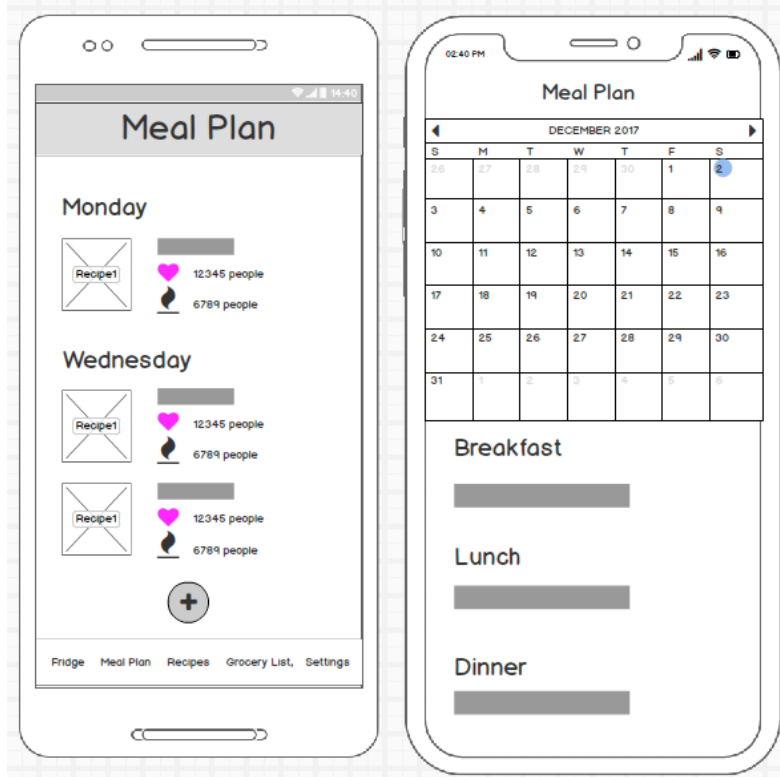 14:40
Meal Plan
Monday
Recipe1
12345 people
6789 people
Wednesday
Recipe1
12345 people
6789 people
Recipe1
12345 people
6789 people
Fridge Meal Plan Recipes Grocery List, Settings
02:40 PM
Meal Plan
DECEMBER 2017
S M T W T F S
26 27 28 29 30 1 2
3 4 5 6 7 8 9
10 11 12 13 14 15 16
17 18 19 20 21 22 23
24 25 26 27 28 29 30
31 1 2 3 4 5 6
Breakfast
Lunch
Dinner